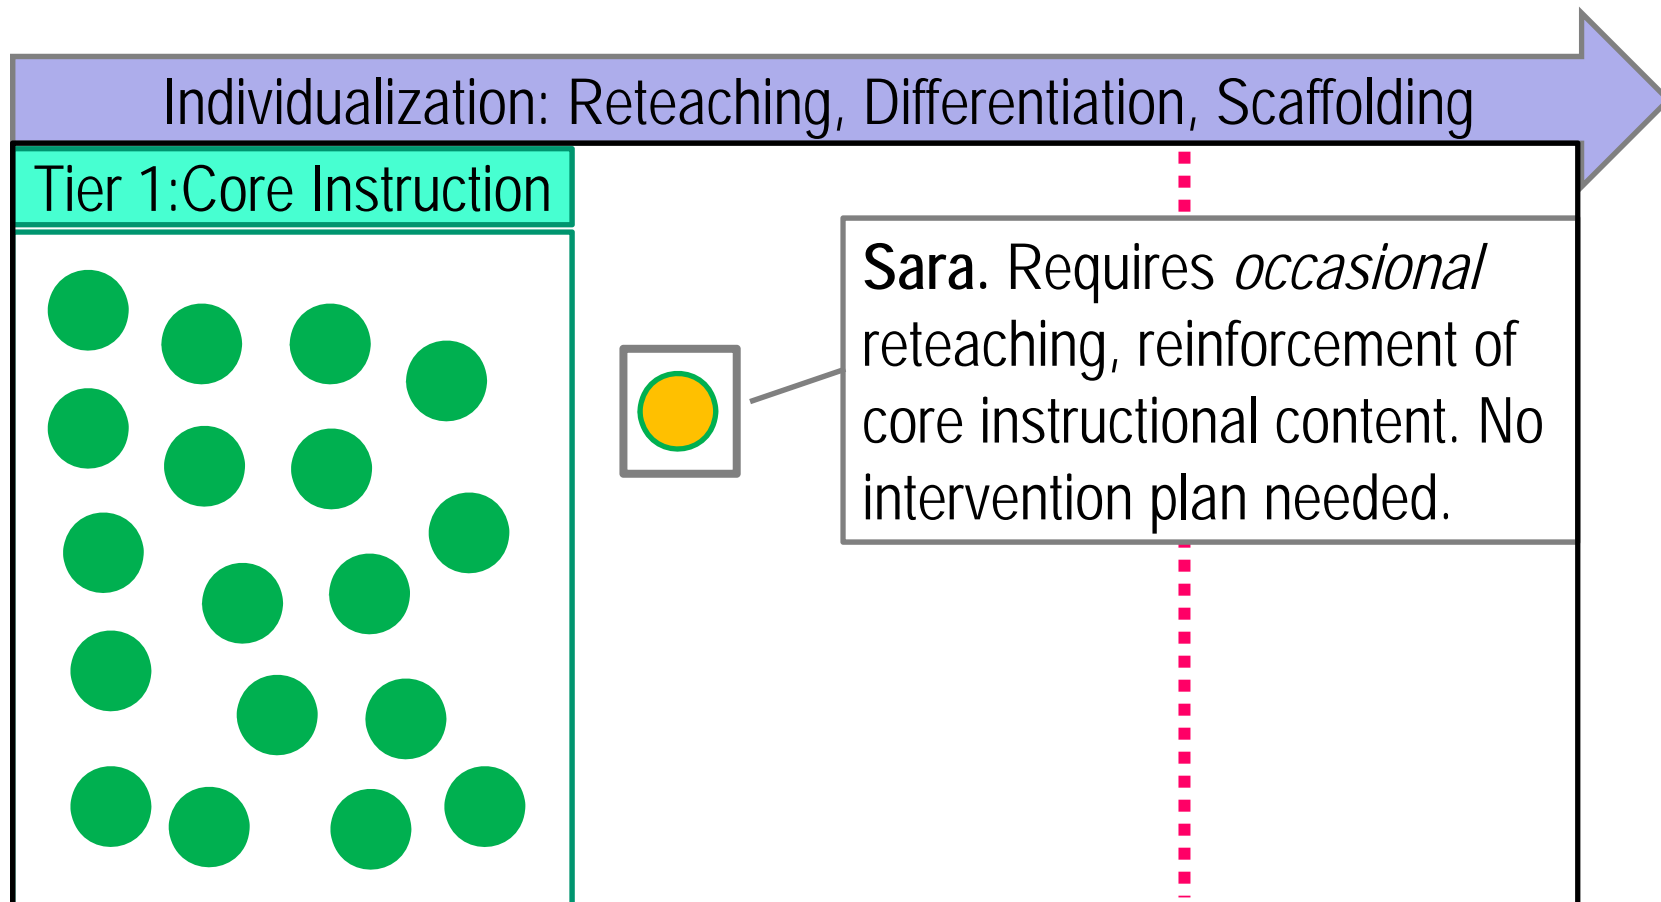 Individualization: Reteaching, Differentiation, Scaffolding
Tier 1:Core Instruction
Sara. Requires occasional
reteaching, reinforcement of
core instructional content. No
intervention plan needed.